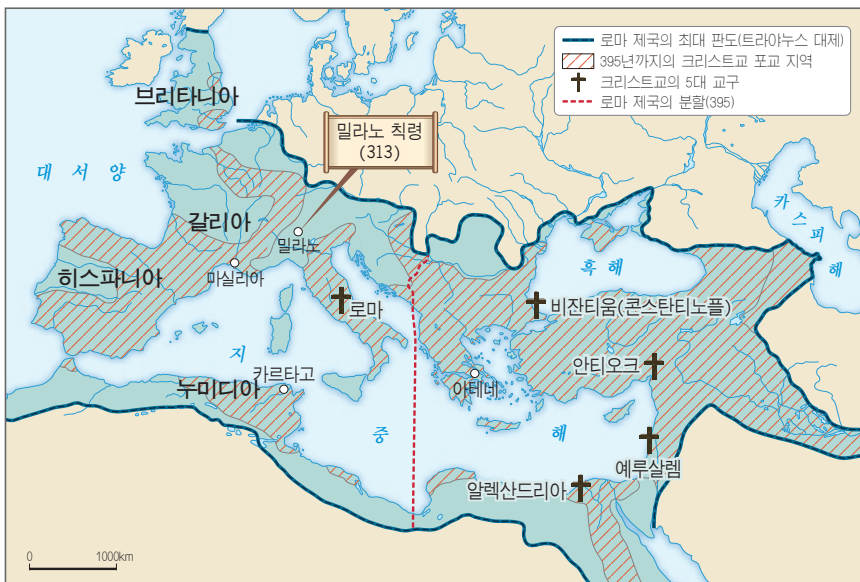 로마 제국의 최대 판도(트라야누스 대제)
395년까지의 크리스트교 포교 지역
크리스트교의 5대 교구
로마 제국의 분할(395)
브리타니아
밀라노 칙령
(313)
대서양
갈리아
밀라노
카스피해
흑해
히스파니아
마실리아
로마
비잔티움(콘스탄티노플)
지중해
카르타고
누미디아
아테네
안티오크
예루살렘
알렉산드리아
0 1000km